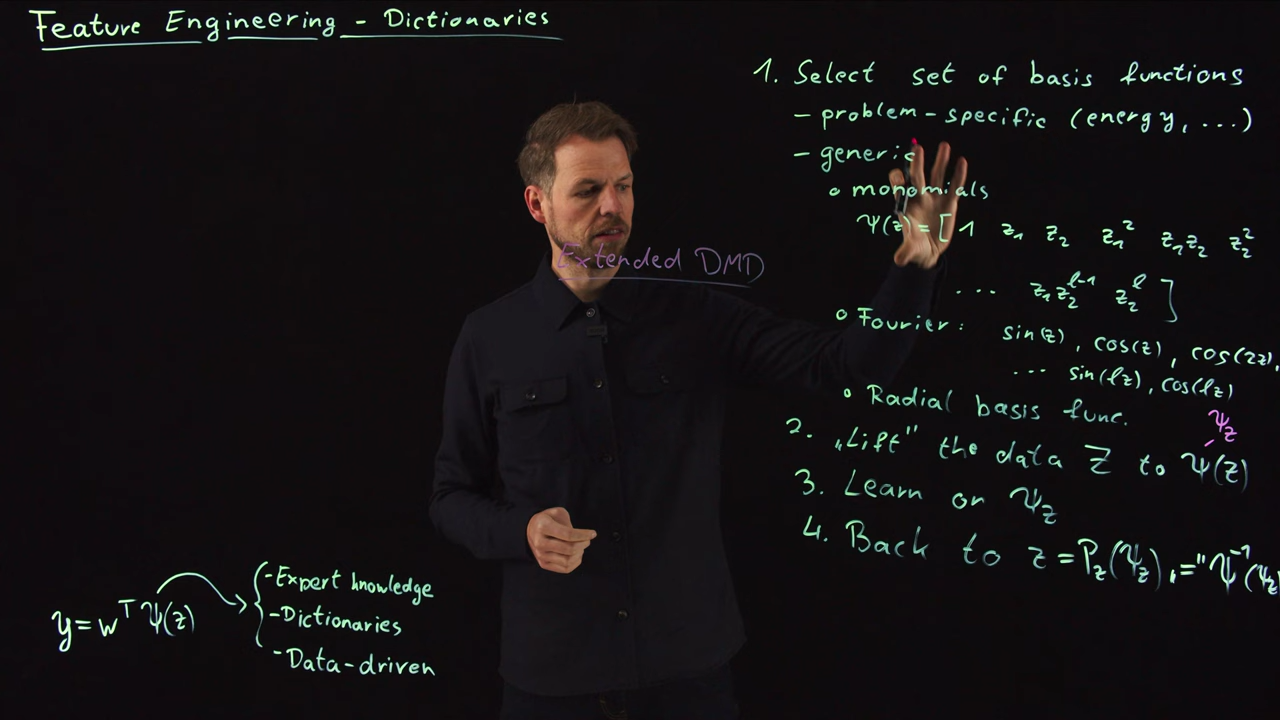 Feature Engineering - Dictionaries
1. Select set of basis functions
- problem-specific (energy, ...)
- generic
o monomials
Ψ(z) = [ 1 z₁ z₂ z₁² z₁z₂ z₂²
... z₁z₂^(l-1) z₂^l ]
o Fourier: sin(z), cos(z), cos(2z),
... sin(lz), cos(lz)
o Radial basis func.
2. „Lift" the data Z to Ψ(Z)
Ψ_Z
3. Learn on Ψ_Z
4. Back to z = P_z(Ψ_z), „=" Ψ⁻¹(Ψ_z
Extended DMD
y = wᵀ Ψ(z)
- Expert knowledge
- Dictionaries
- Data-driven